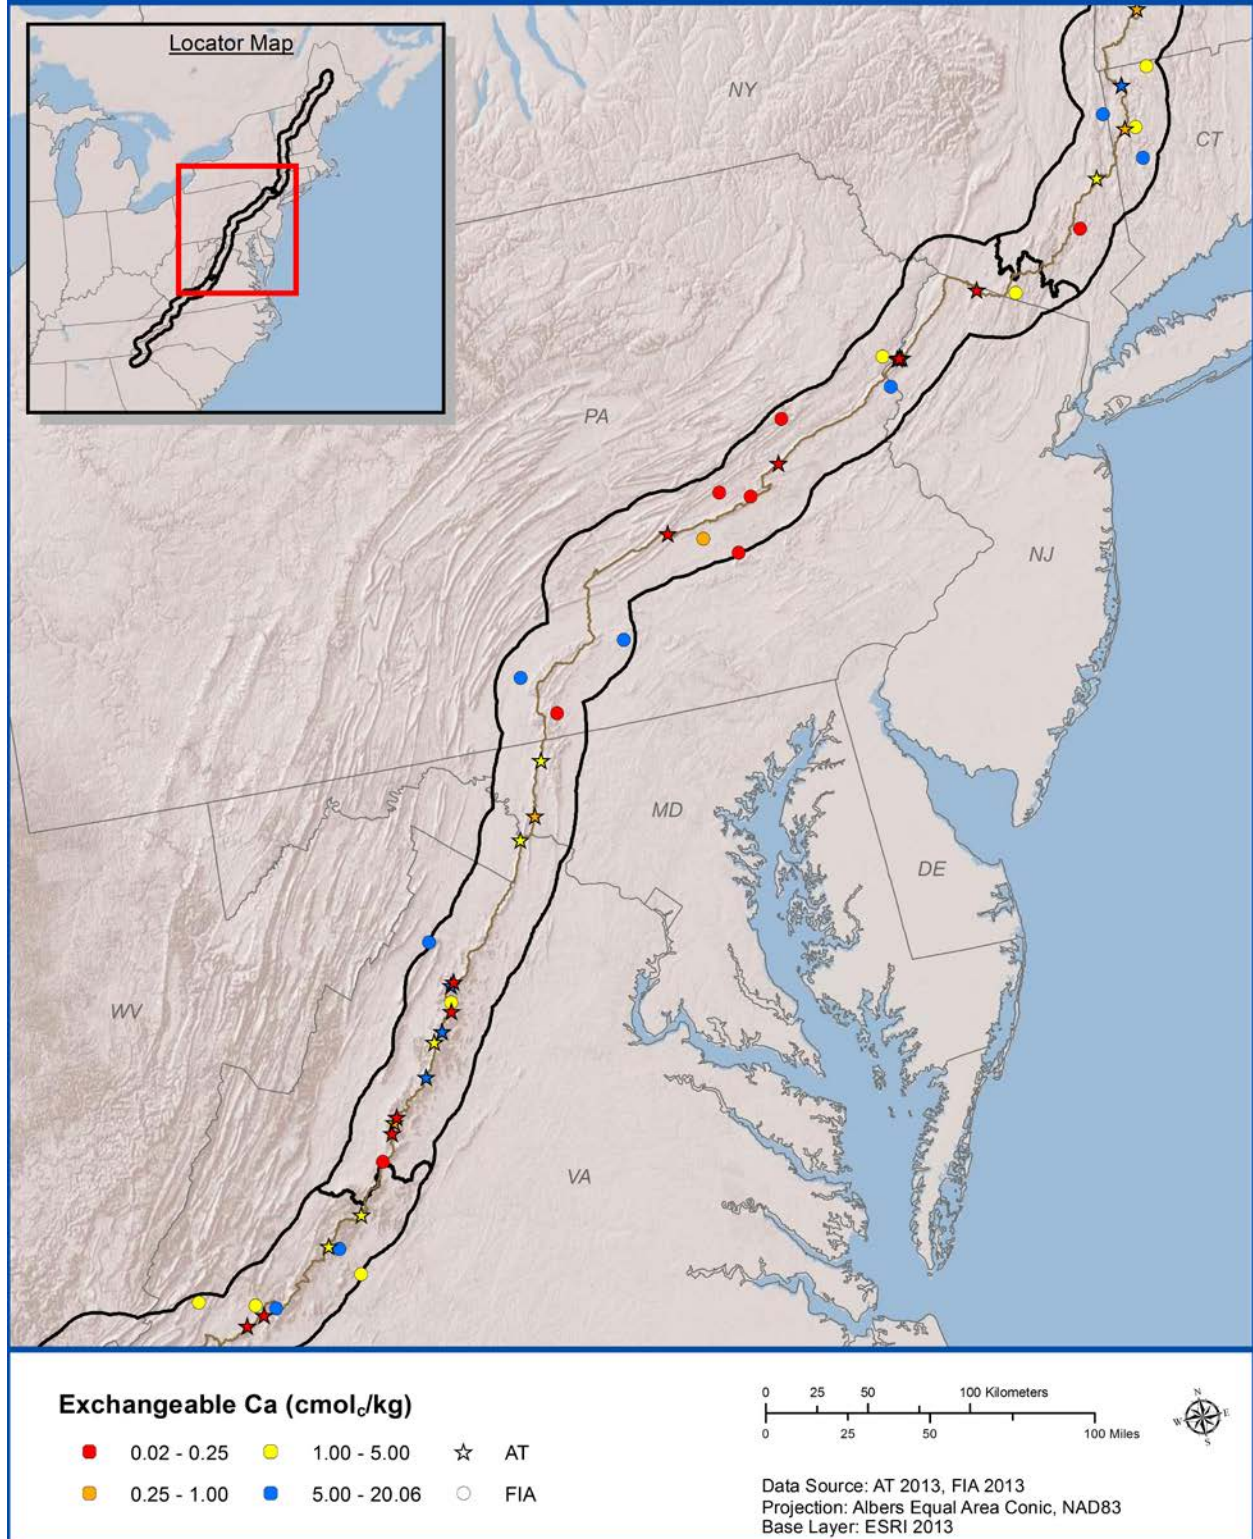 Locator Map
NY
CT
PA
NJ
MD
DE
WV
VA
Exchangeable Ca (cmolc/kg)
0.02 - 0.25
1.00 - 5.00
AT
0.25 - 1.00
5.00 - 20.06
FIA
0 25 50 100 Kilometers
0 25 50 100 Miles
N
W E
S
Data Source: AT 2013, FIA 2013
Projection: Albers Equal Area Conic, NAD83
Base Layer: ESRI 2013